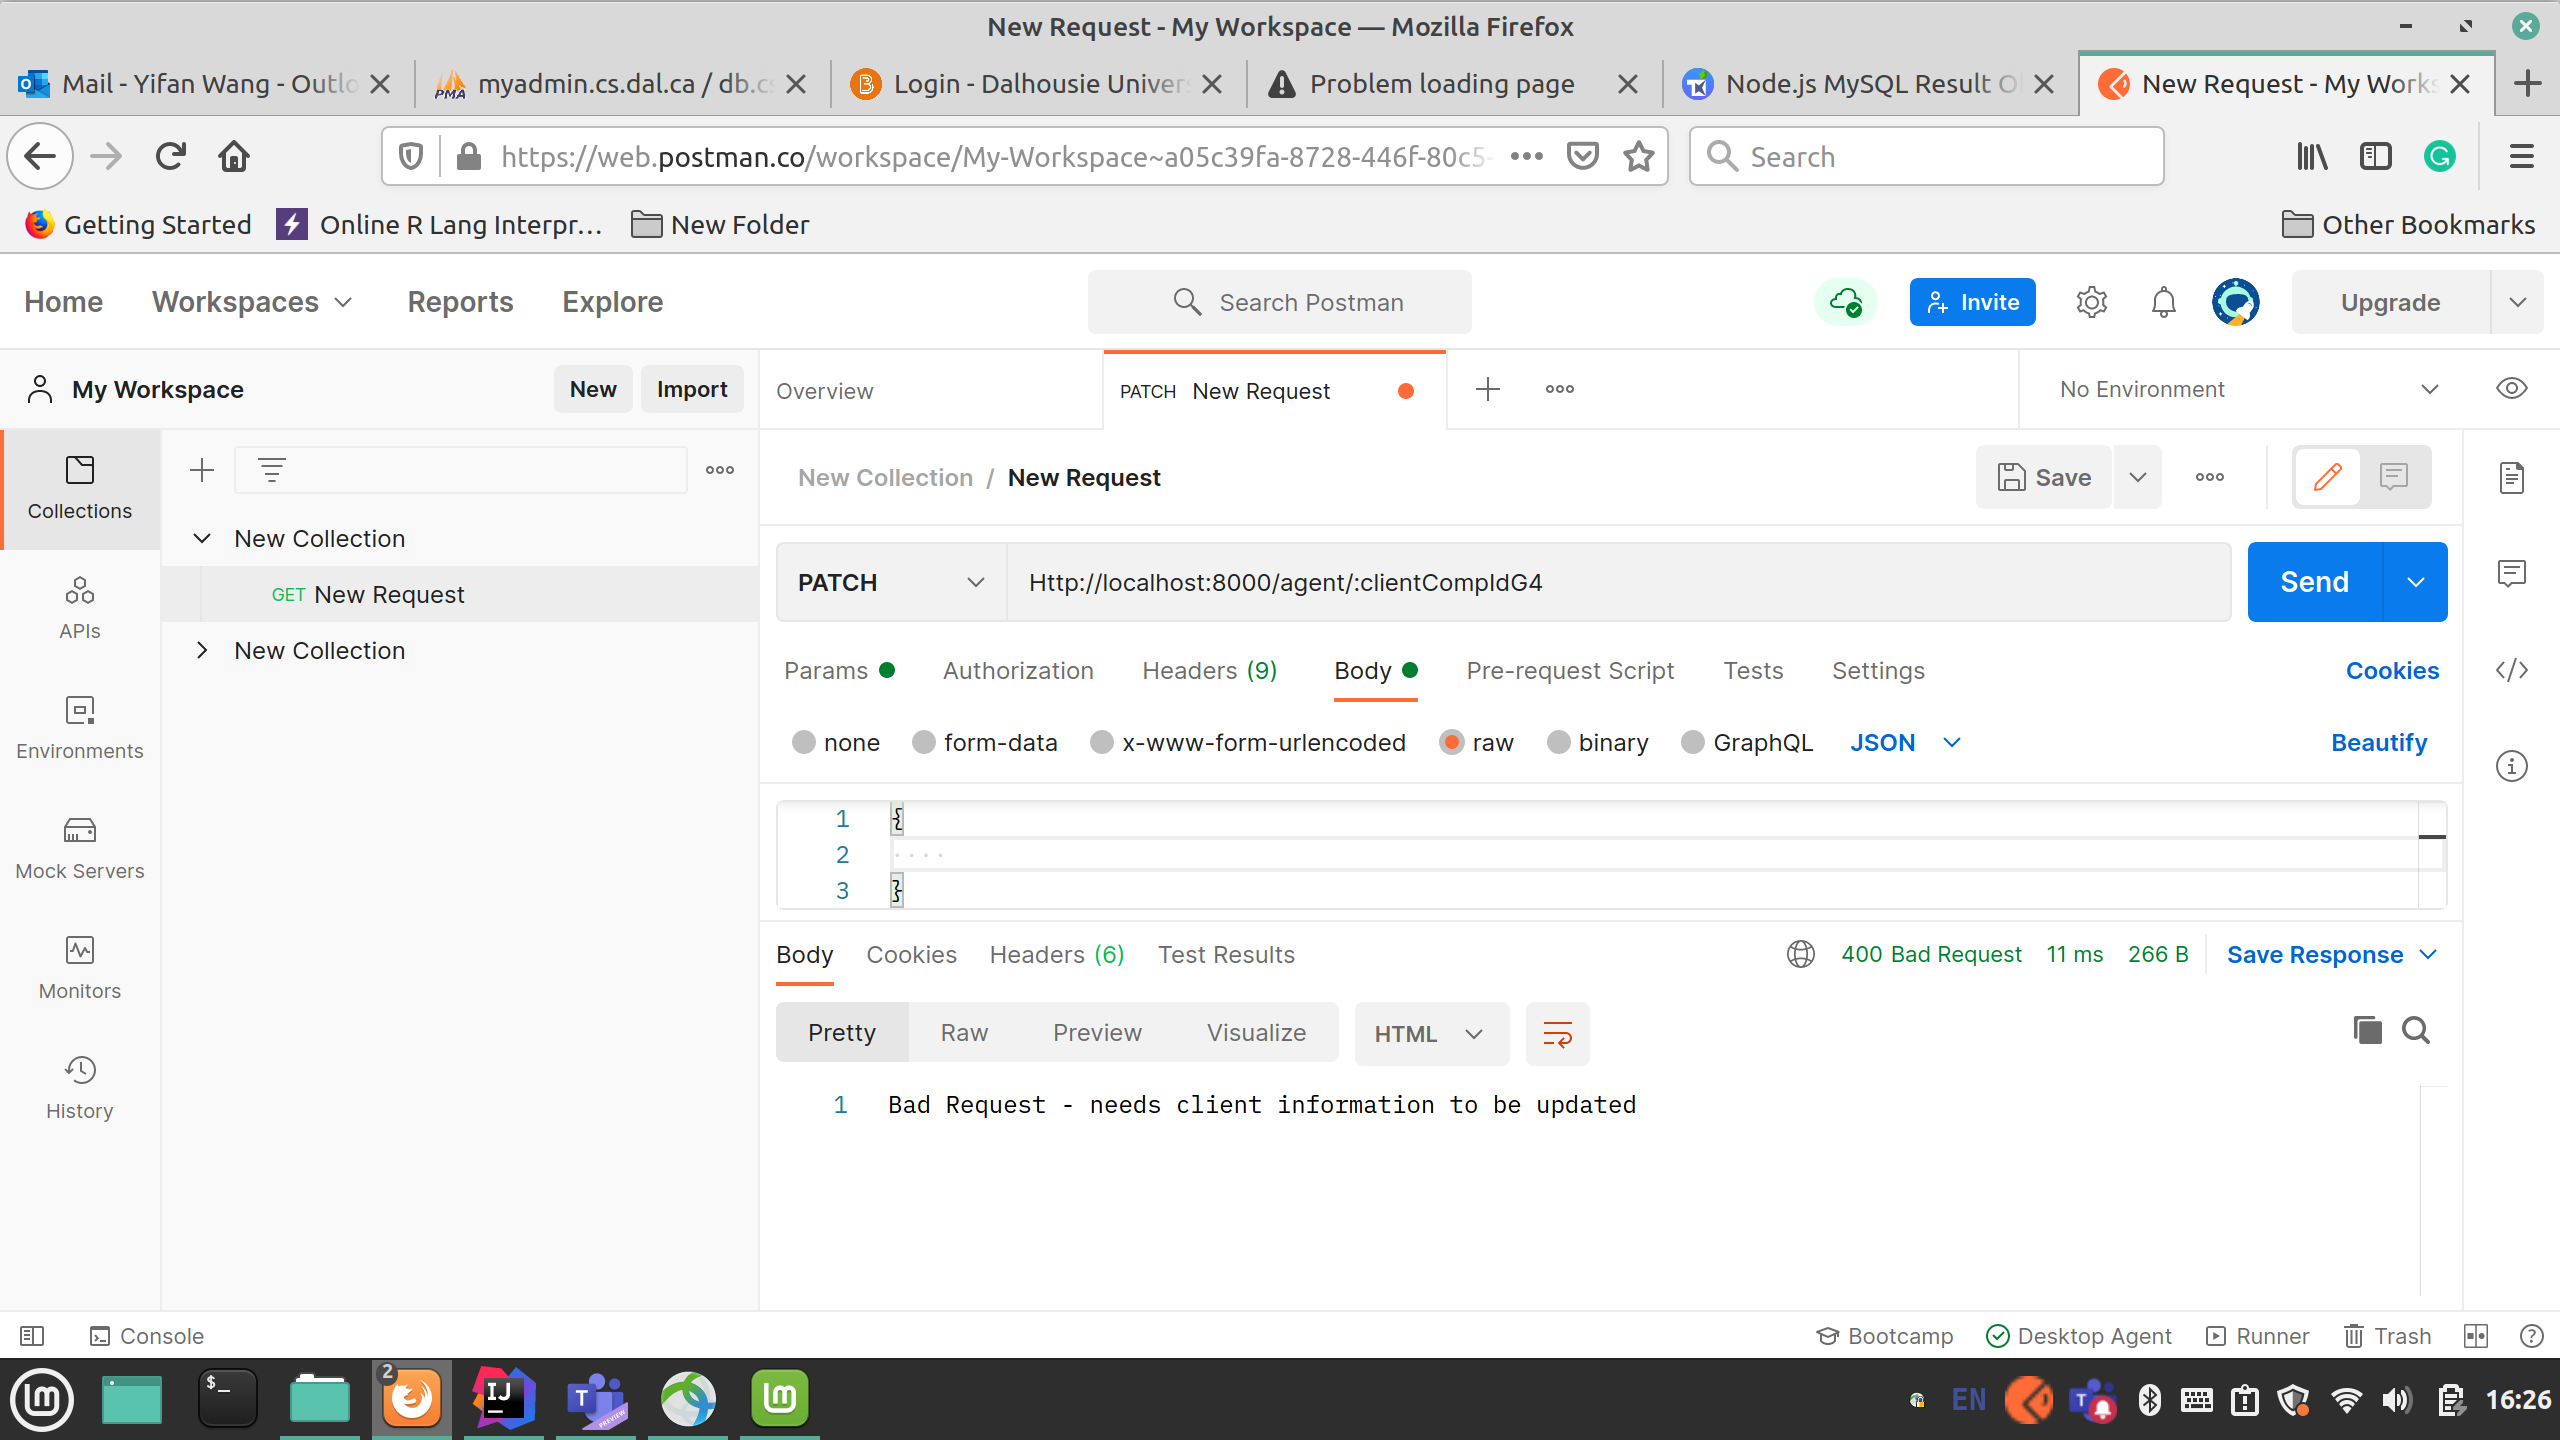 New Request - My Workspace — Mozilla Firefox
Mail - Yifan Wang - Outlo
myadmin.cs.dal.ca / db.cs
Login - Dalhousie Univers
Problem loading page
Node.js MySQL Result O
New Request - My Works
https://web.postman.co/workspace/My-Workspace~a05c39fa-8728-446f-80c5-
Search
Getting Started
Online R Lang Interpr…
New Folder
Other Bookmarks
Home
Workspaces
Reports
Explore
Search Postman
Invite
Upgrade
My Workspace
New
Import
Overview
PATCH New Request
No Environment
Collections
New Collection
GET New Request
New Collection
APIs
Environments
Mock Servers
Monitors
History
New Collection / New Request
Save
PATCH
Http://localhost:8000/agent/:clientCompIdG4
Send
Params
Authorization
Headers (9)
Body
Pre-request Script
Tests
Settings
Cookies
none
form-data
x-www-form-urlencoded
raw
binary
GraphQL
JSON
Beautify
1 {
2
3 }
Body
Cookies
Headers (6)
Test Results
400 Bad Request
11 ms
266 B
Save Response
Pretty
Raw
Preview
Visualize
HTML
1 Bad Request - needs client information to be updated
Console
Bootcamp
Desktop Agent
Runner
Trash
2
EN
16:26